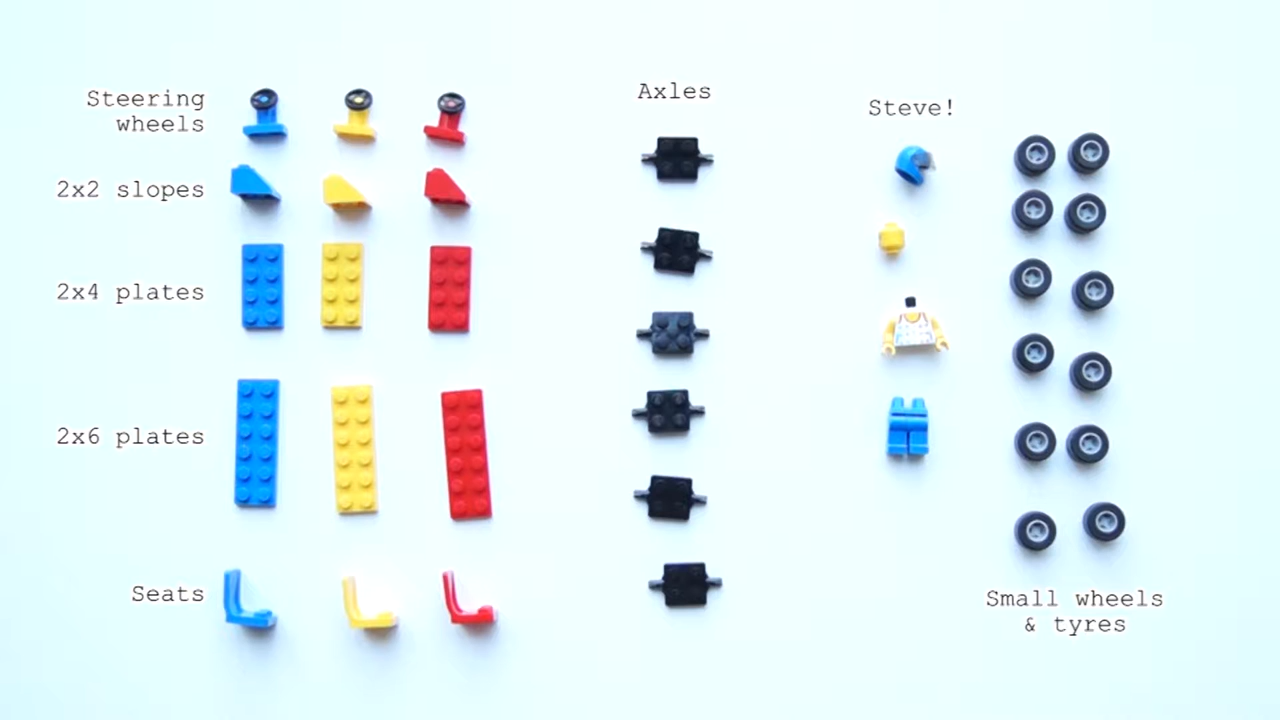 Steering
wheels
2x2 slopes
2x4 plates
2x6 plates
Seats
Axles
Steve!
Small wheels
& tyres